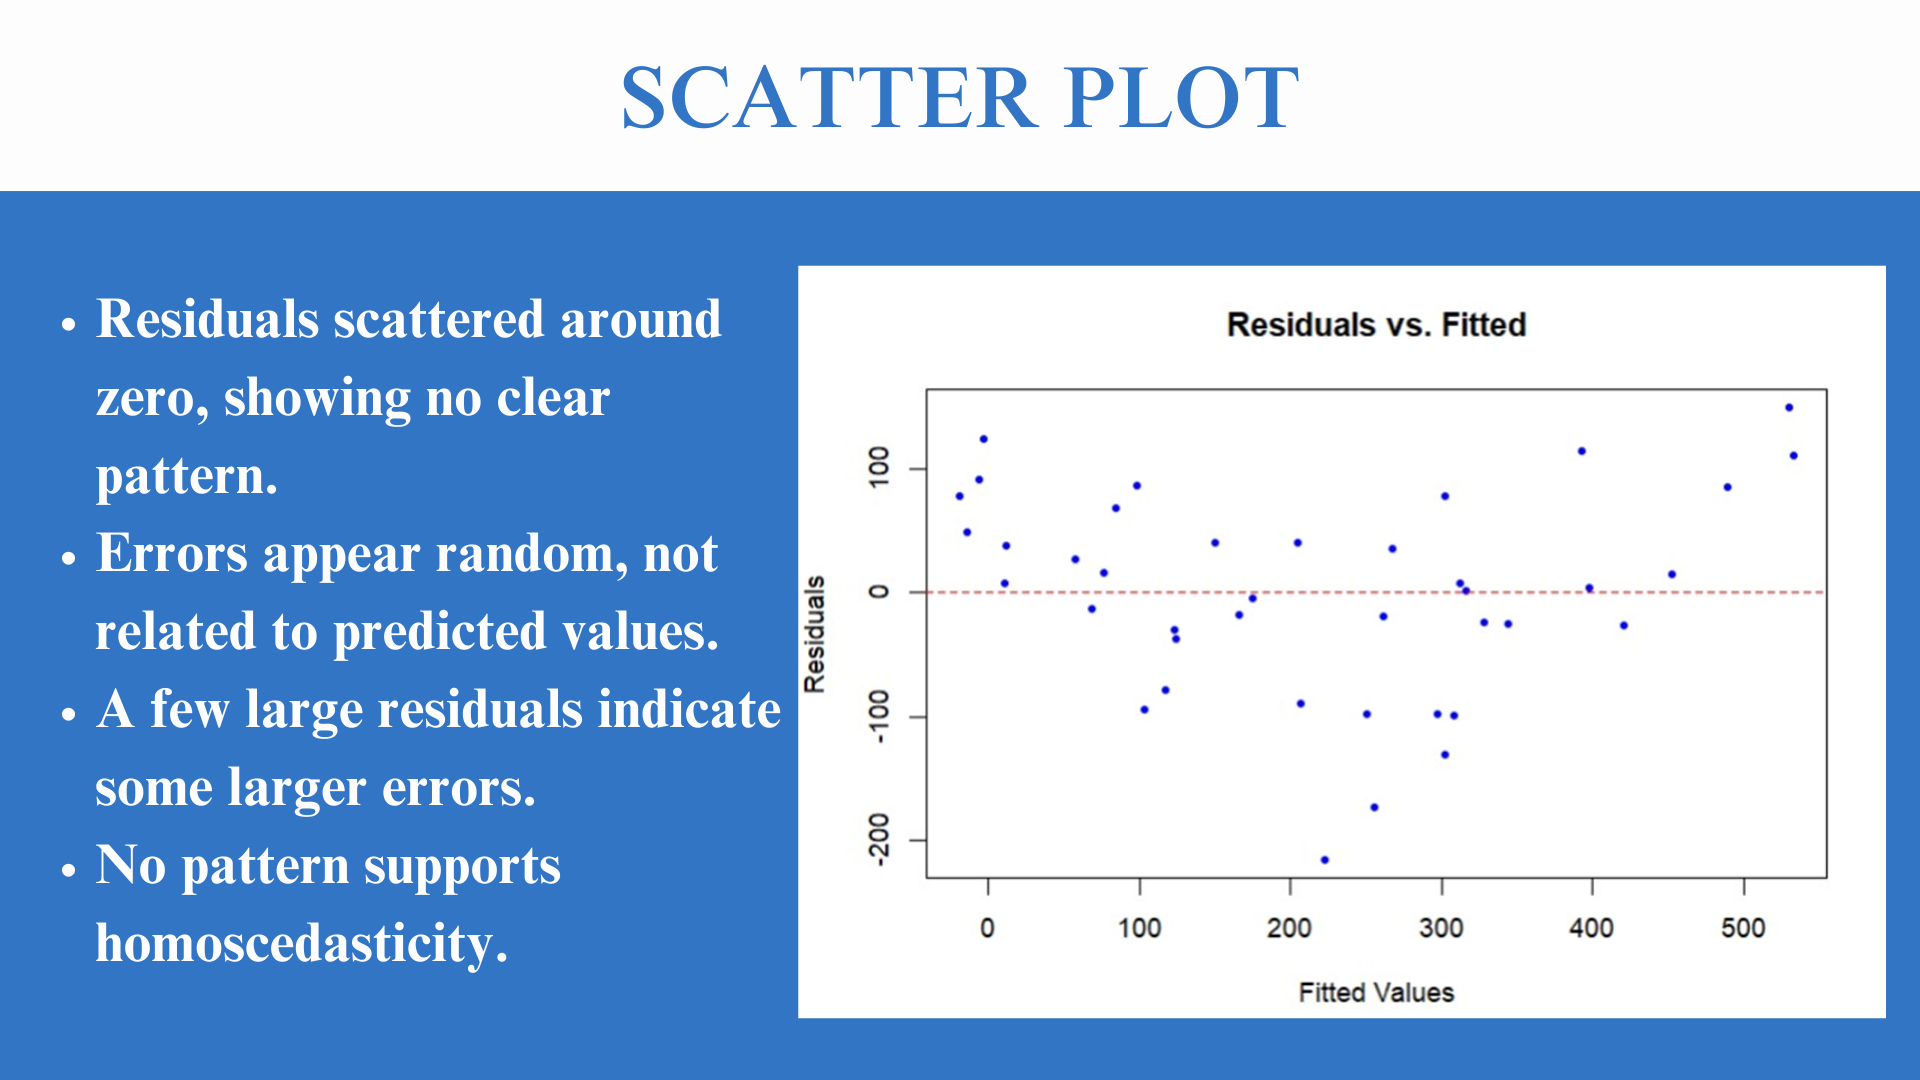 SCATTER PLOT
• Residuals scattered around
zero, showing no clear
pattern.
• Errors appear random, not
related to predicted values.
• A few large residuals indicate
some larger errors.
• No pattern supports
homoscedasticity.
Residuals vs. Fitted
Residuals
100
0
-100
-200
0 100 200 300 400 500
Fitted Values